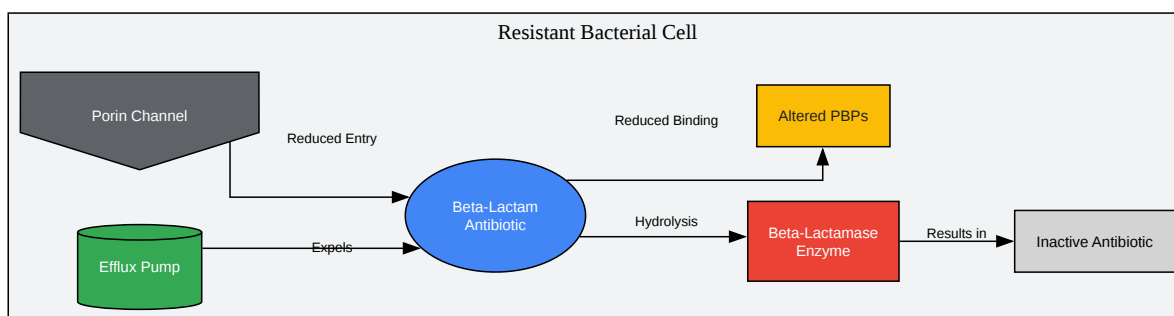 Resistant Bacterial Cell
Porin Channel
Reduced Entry
Reduced Binding
Altered PBPs
Beta-Lactam
Antibiotic
Efflux Pump
Expels
Hydrolysis
Beta-Lactamase
Enzyme
Results in
Inactive Antibiotic